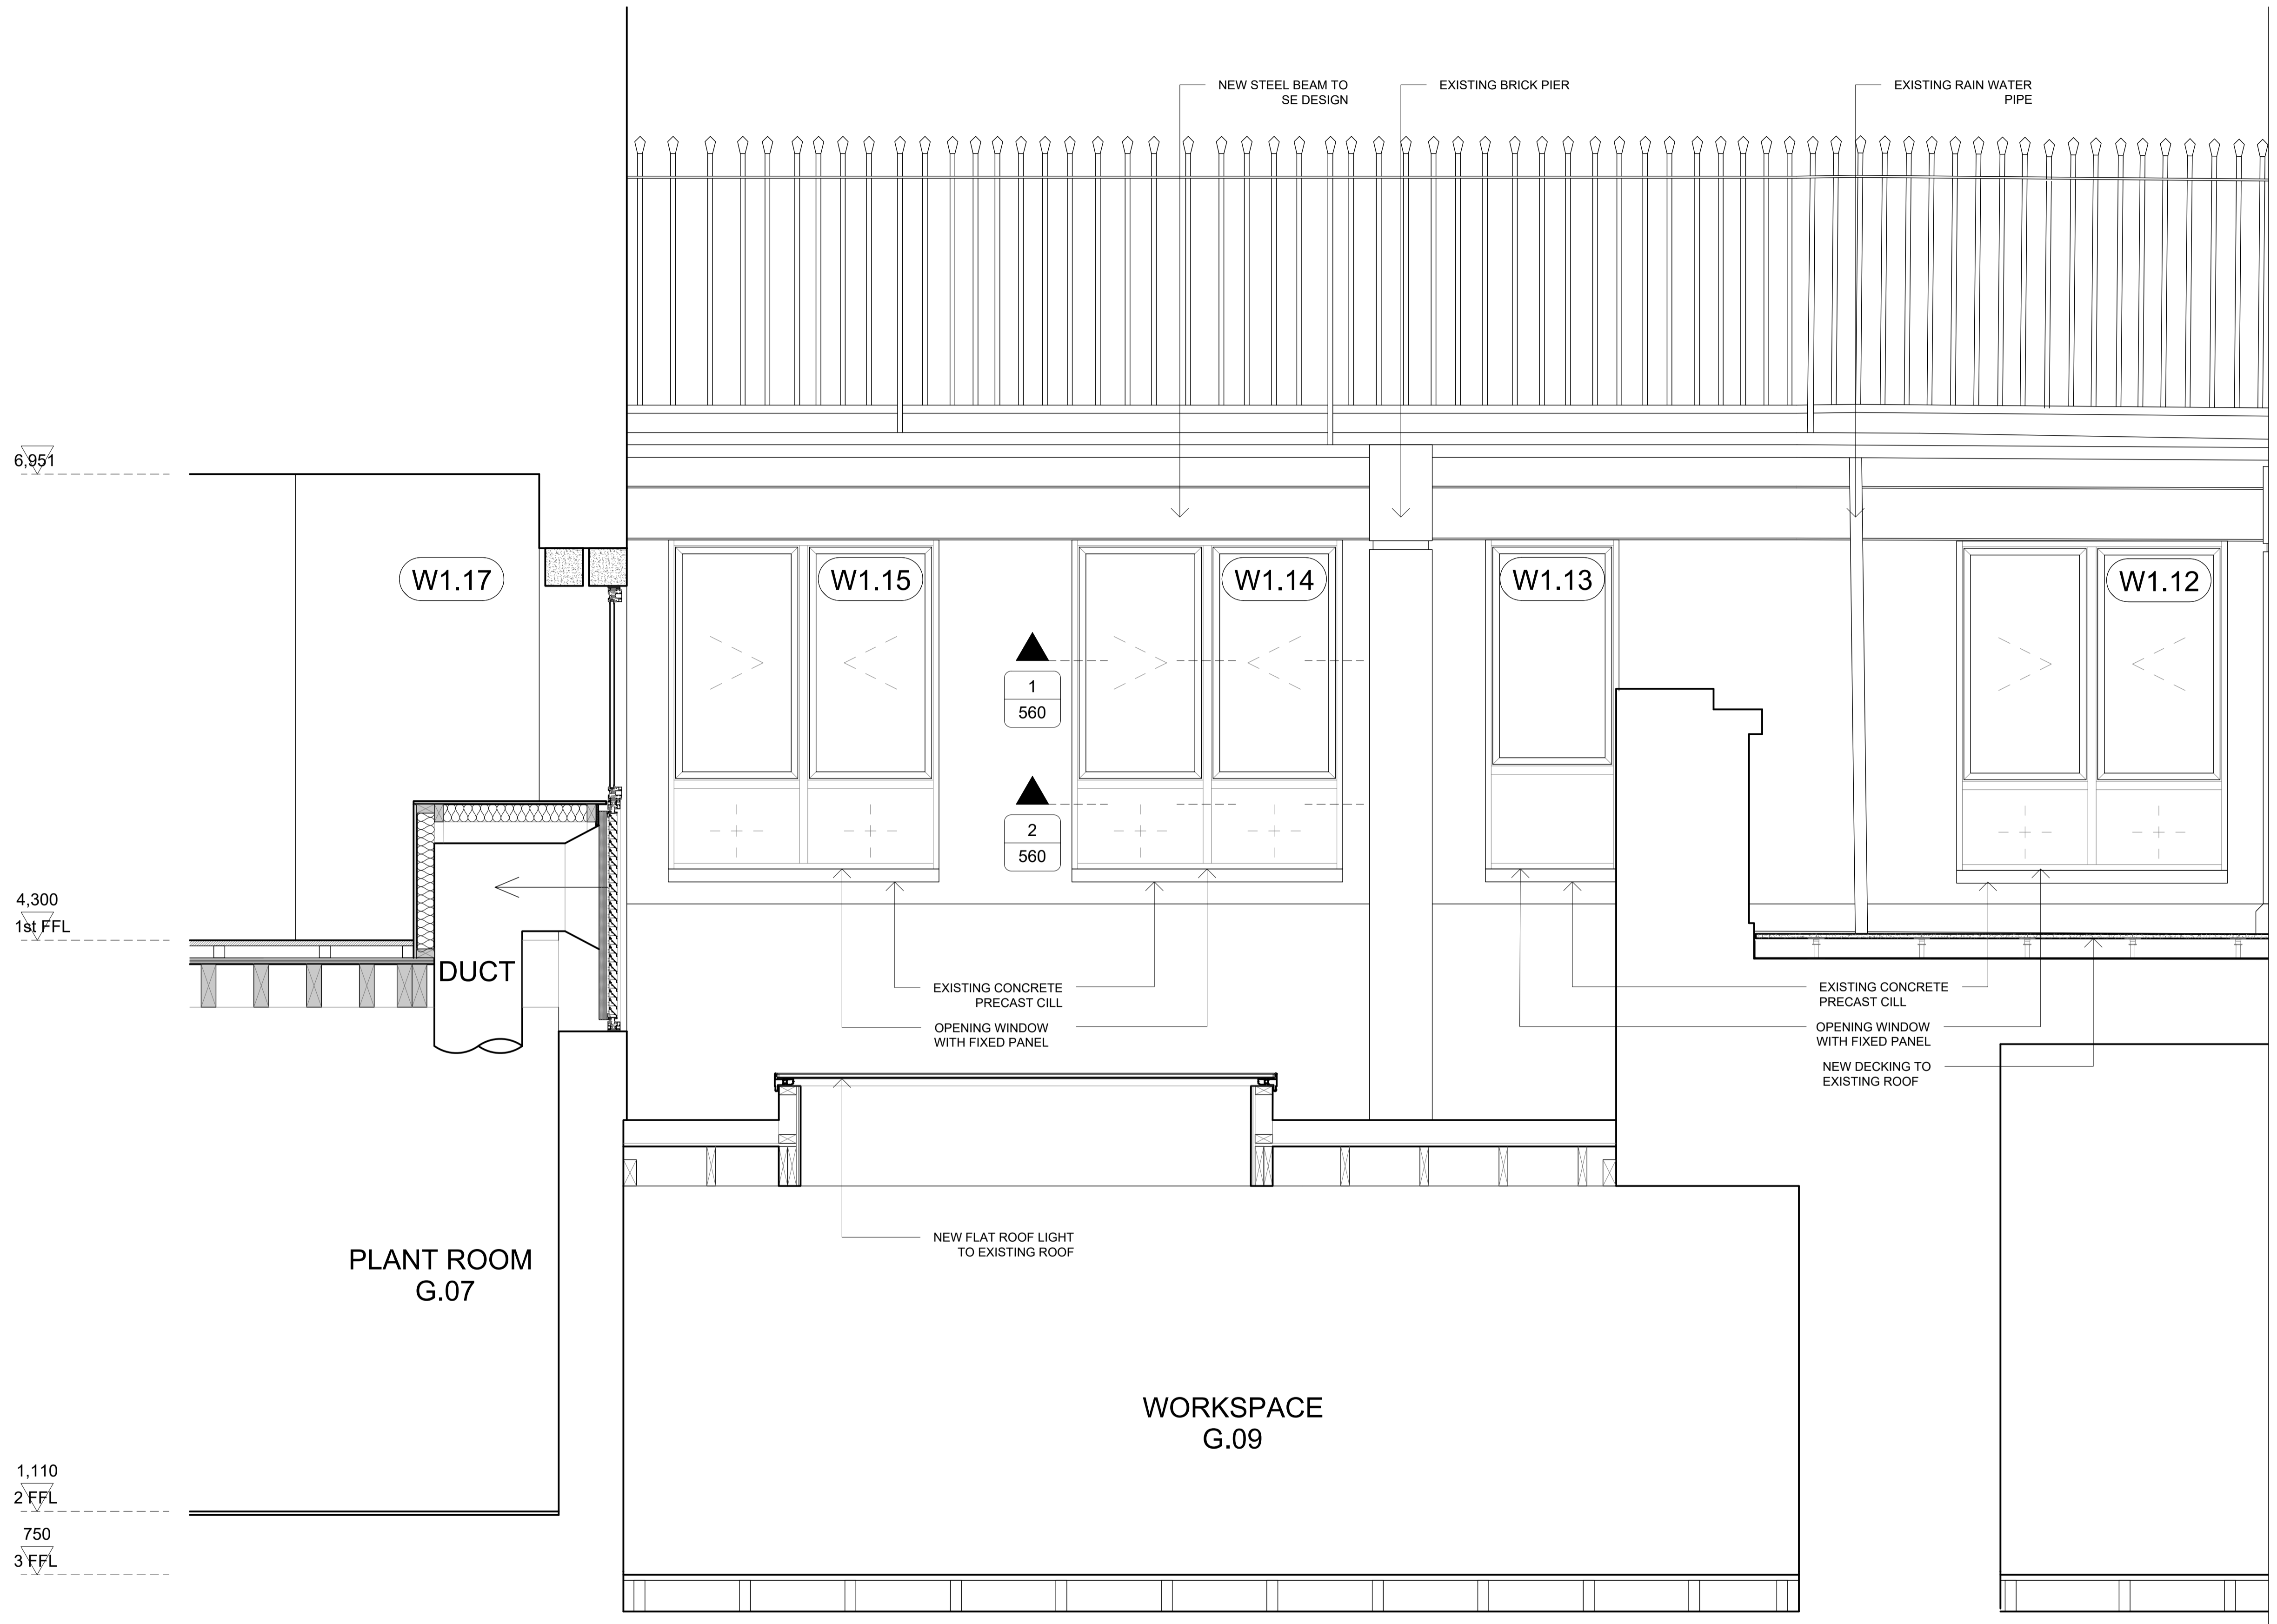 NEW STEEL BEAM TO
SE DESIGN
EXISTING BRICK PIER
EXISTING RAIN WATER
PIPE
6,951
W1.17
W1.15
W1.14
W1.13
W1.12
1
560
2
560
4,300
1st FFL
DUCT
EXISTING CONCRETE
PRECAST CILL
OPENING WINDOW
WITH FIXED PANEL
EXISTING CONCRETE
PRECAST CILL
OPENING WINDOW
WITH FIXED PANEL
NEW DECKING TO
EXISTING ROOF
NEW FLAT ROOF LIGHT
TO EXISTING ROOF
PLANT ROOM
G.07
WORKSPACE
G.09
1,110
2 FFL
750
3 FFL